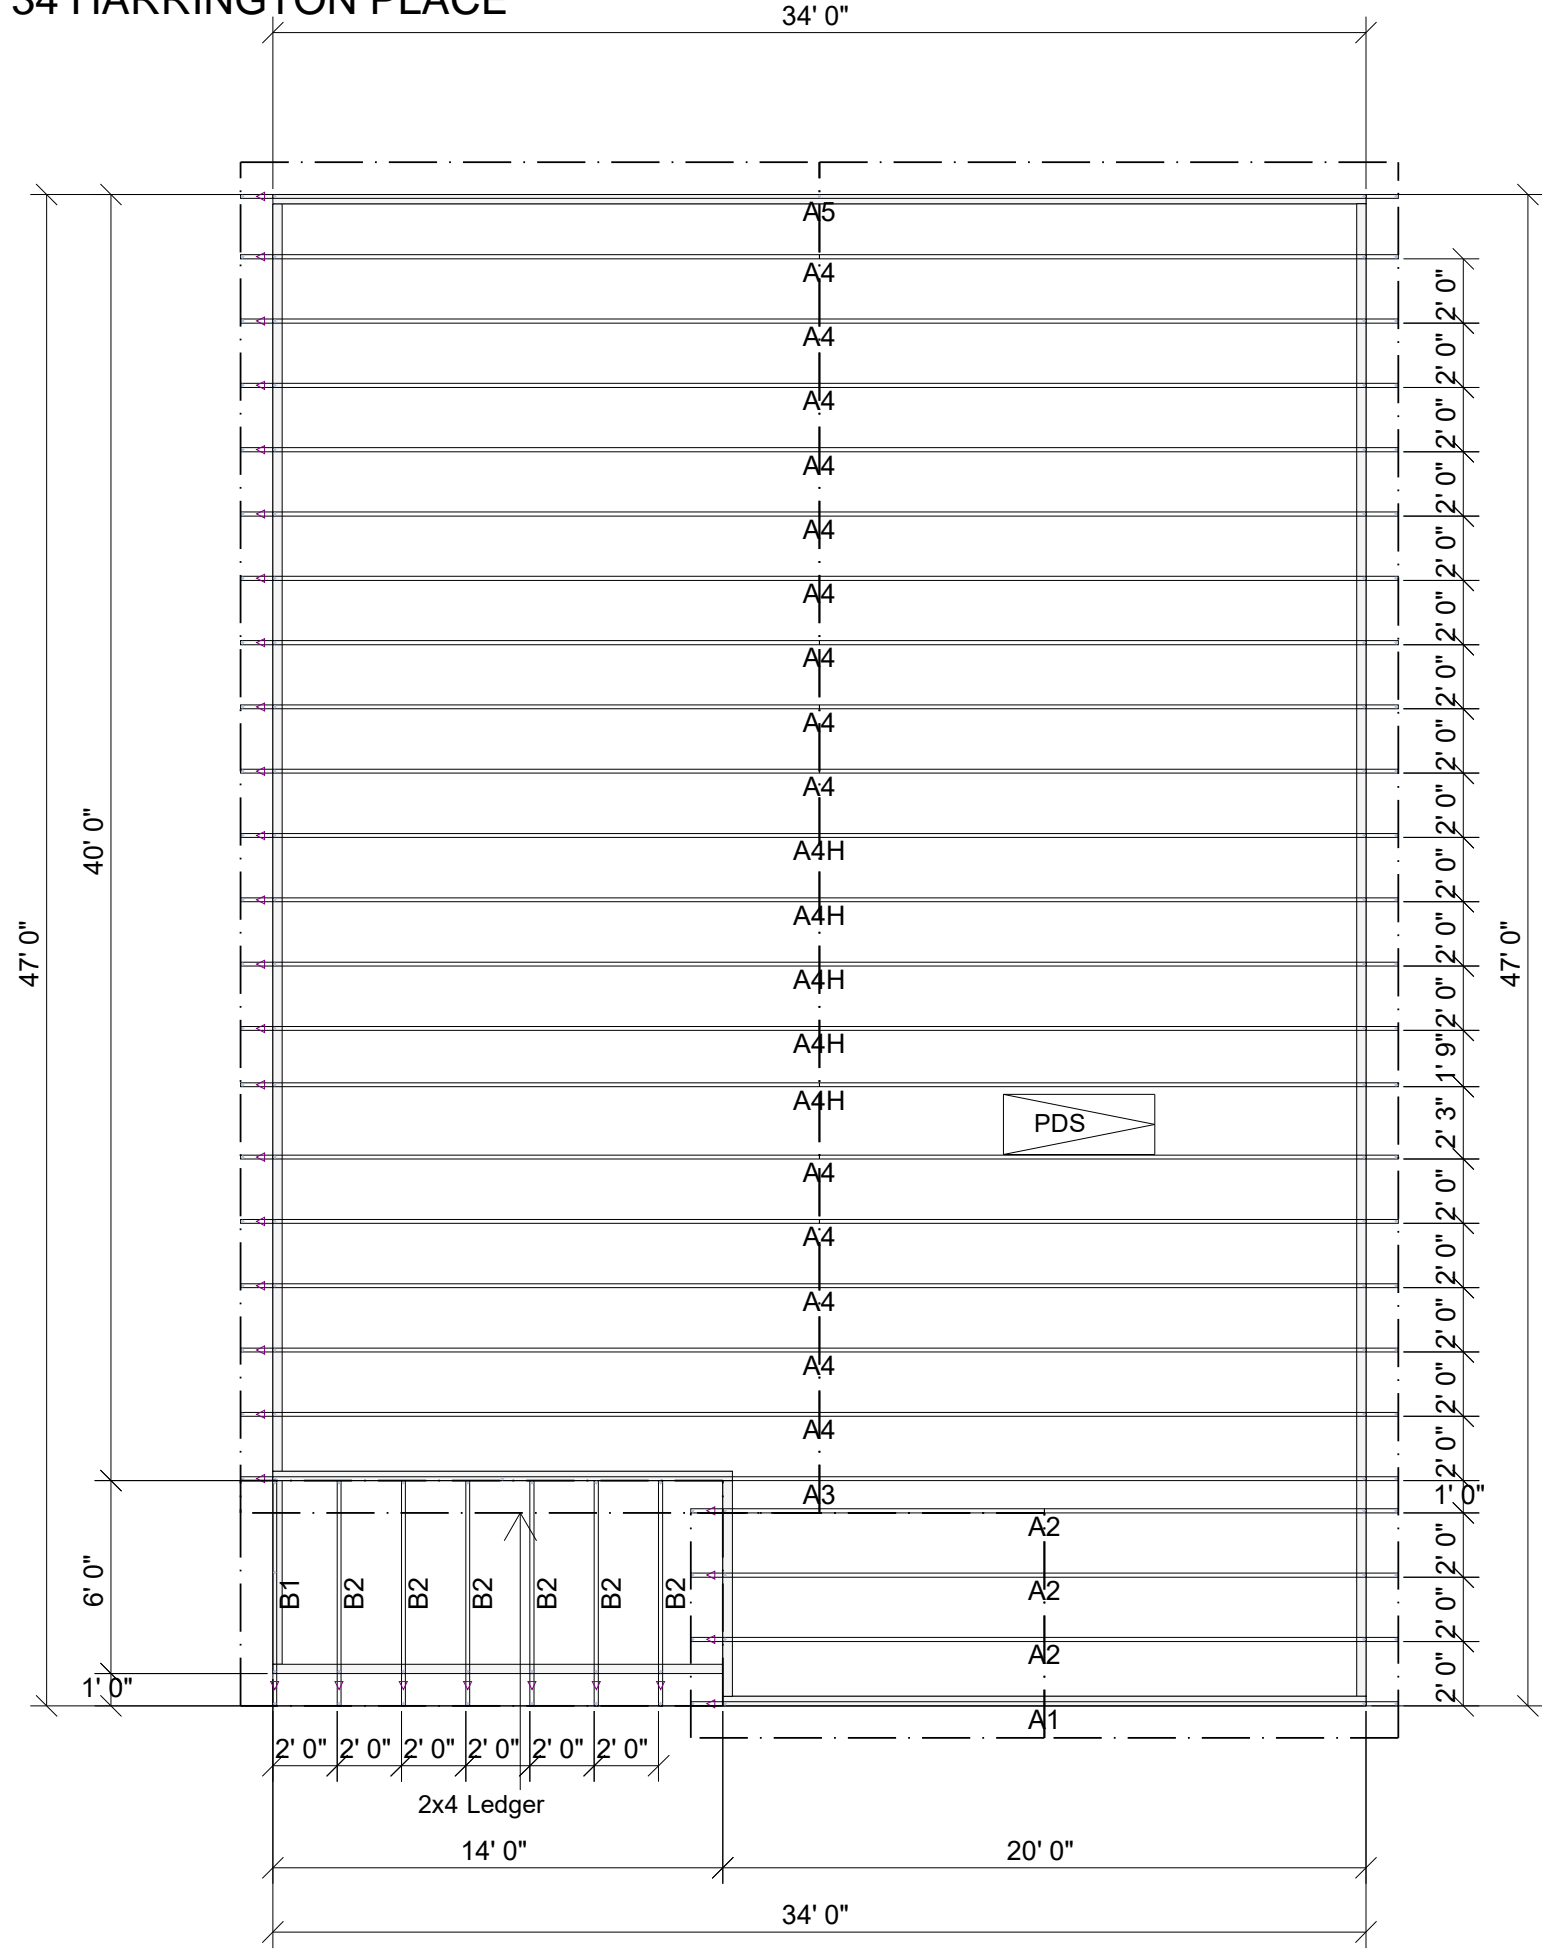 34 HARRINGTON PLACE
34' 0"
A5
A4
2' 0"
A4
2' 0"
A4
2' 0"
A4
2' 0"
A4
2' 0"
A4
2' 0"
A4
2' 0"
A4
2' 0"
A4
2' 0"
40' 0"
A4H
2' 0"
A4H
2' 0"
47' 0"
47' 0"
A4H
2' 0"
A4H
1' 9"
A4H
PDS
2' 3"
A4
2' 0"
A4
2' 0"
A4
2' 0"
A4
2' 0"
A4
2' 0"
A3
1' 0"
A2
2' 0"
6' 0"
B1
B2
B2
B2
B2
B2
B2
A2
2' 0"
A2
2' 0"
1' 0"
A1
2' 0"
2' 0"
2' 0"
2' 0"
2' 0"
2' 0"
2x4 Ledger
14' 0"
20' 0"
34' 0"